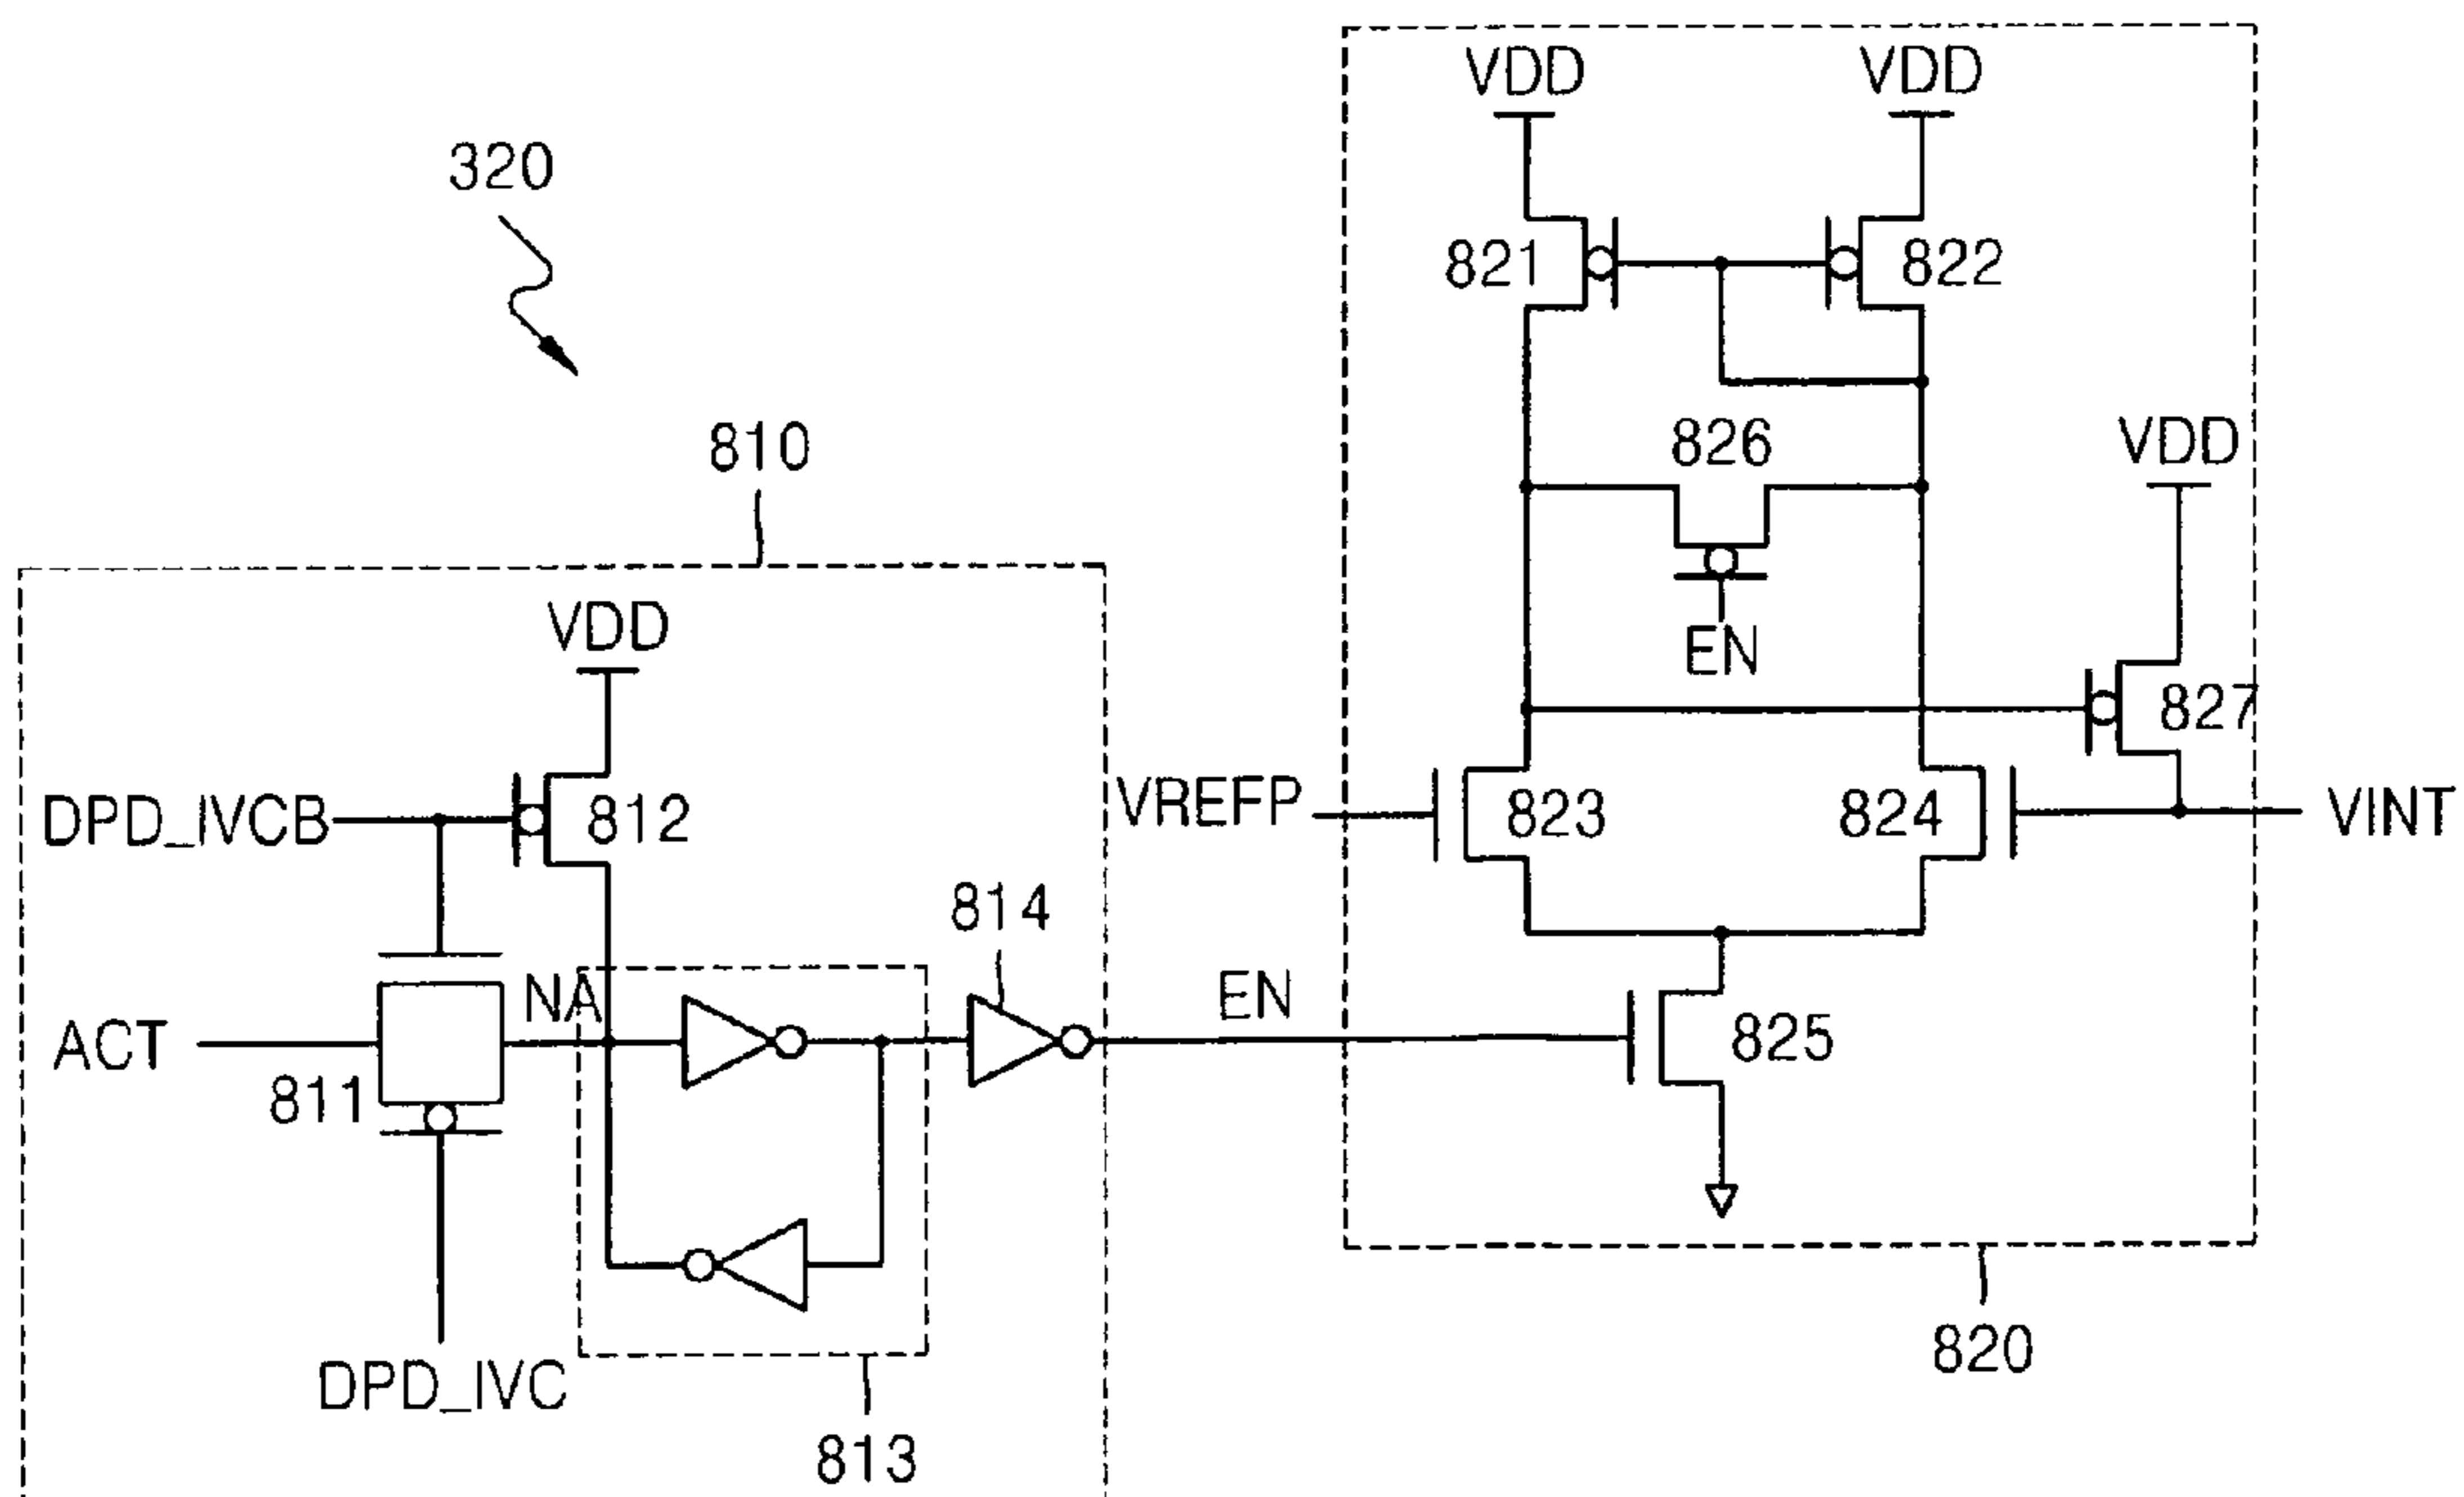 VDD VDD
320
821 822
810
826
VDD
VDD
EN
827
DPD_IVCB
812
VREFP
823
824
VINT
814
NA
EN
ACT
811
825
DPD_IVC
820
813